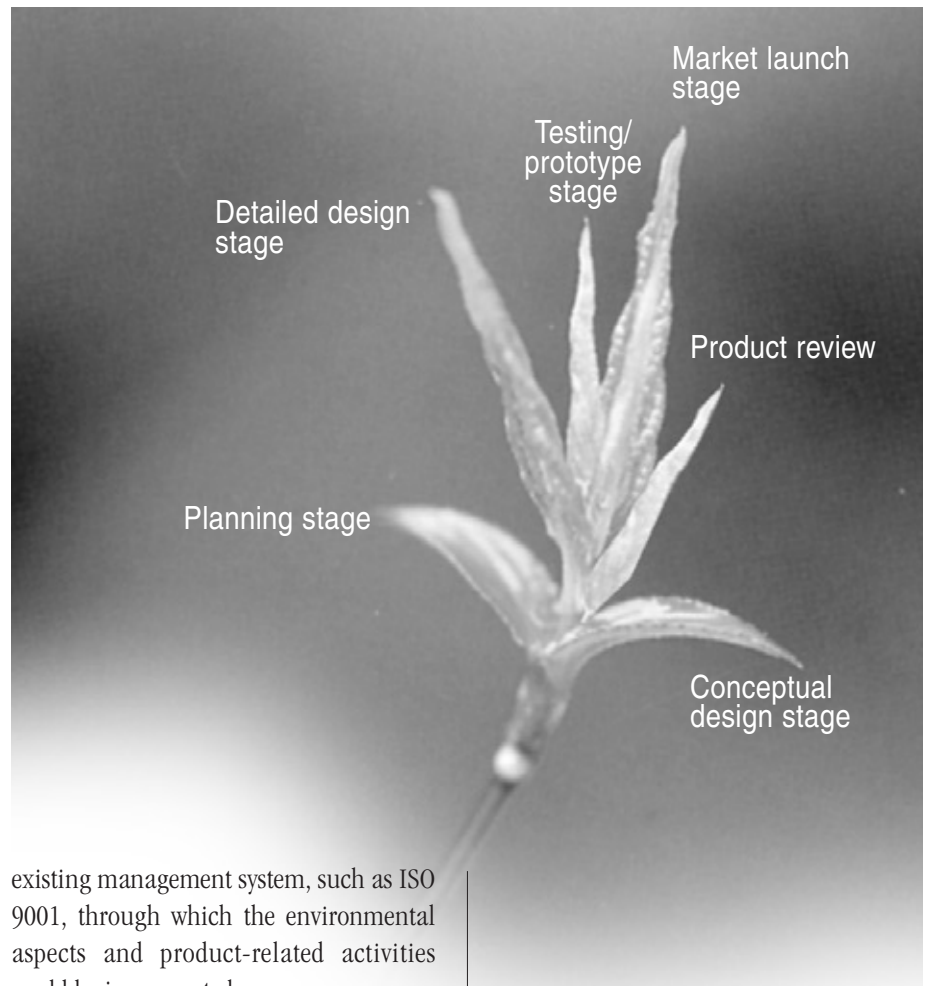 Market launch
stage
Testing/
prototype
stage
Detailed design
stage
Product review
Planning stage
Conceptual
design stage
existing management system, such as ISO
9001, through which the environmental
aspects and product-related activities